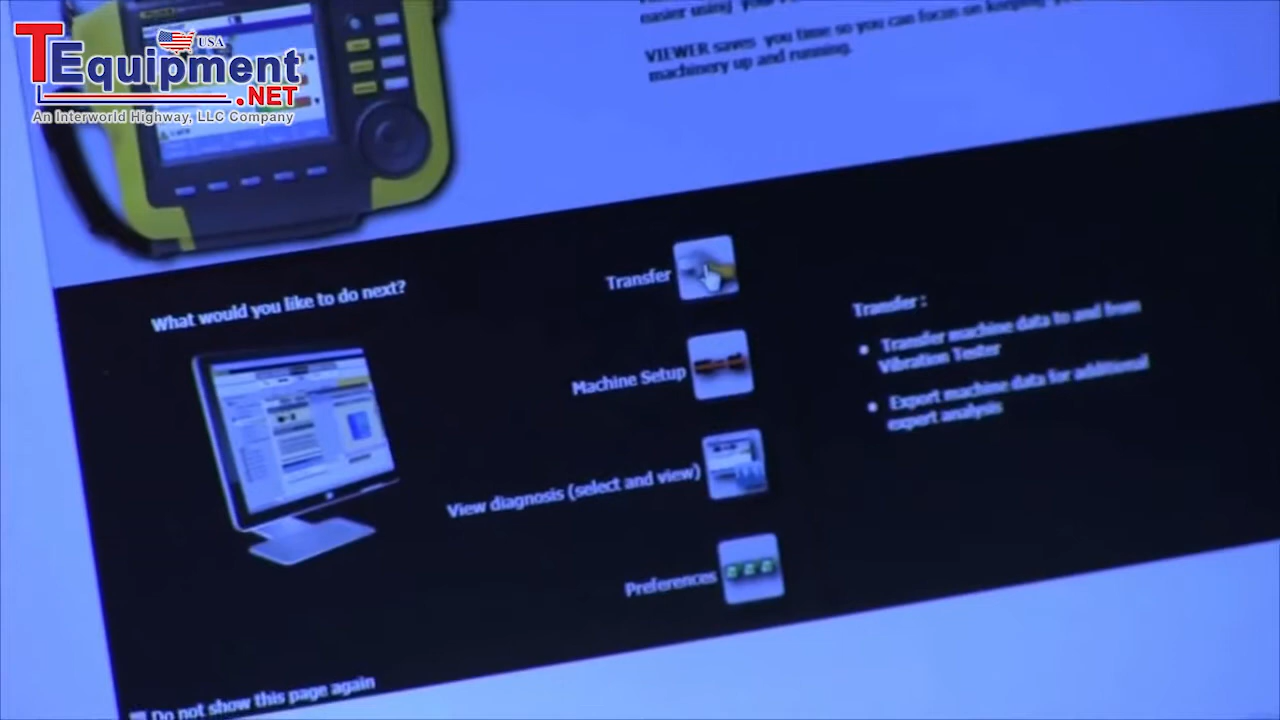 TEquipment
USA
.NET
An Interworld Highway, LLC Company
easier using your
VIEWER saves you time so you can focus on keeping
machinery up and running.
What would you like to do next?
Transfer
Machine Setup
View diagnosis (select and view)
Preferences
Transfer :
• Transfer machine data to and from
Vibration Tester
• Export machine data for additional
expert analysis
Do not show this page again